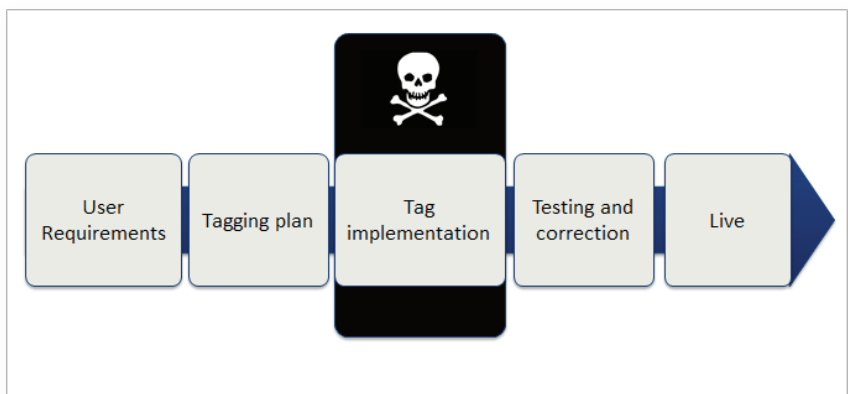 User
Requirements
Tagging plan
Tag
implementation
Testing and
correction
Live